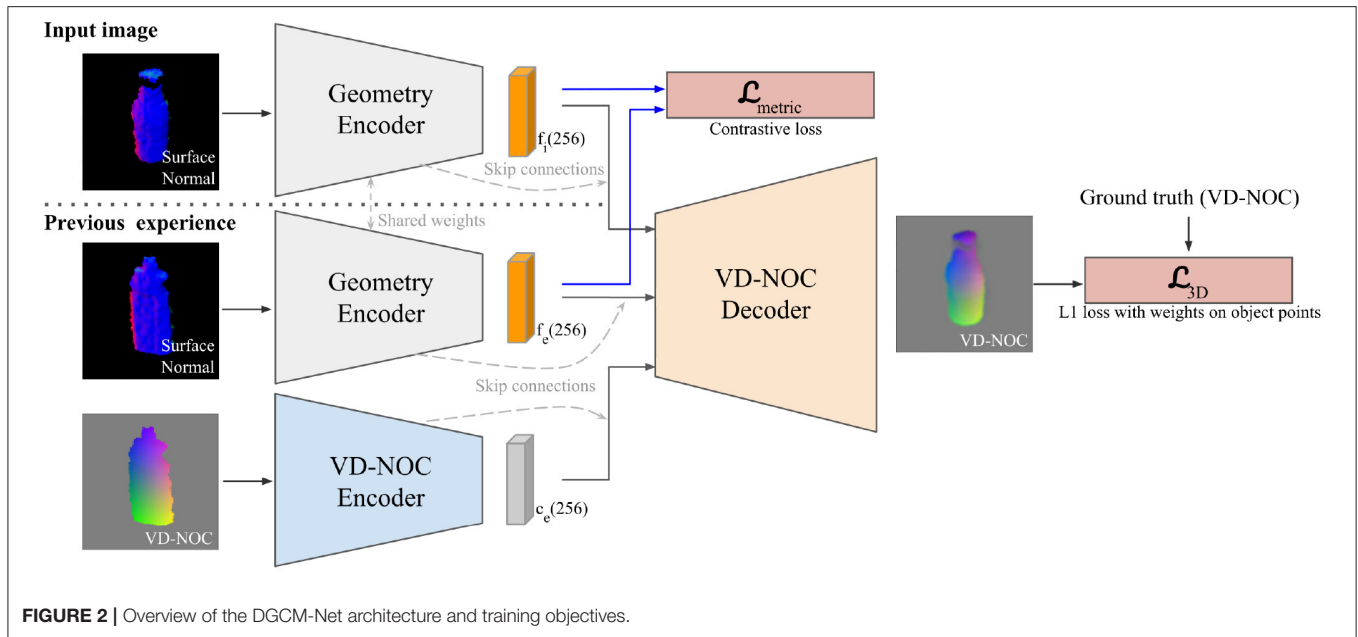 Input image
Surface
Normal
Geometry
Encoder
f_i(256)
ℒ_metric
Contrastive loss
Skip connections
Shared weights
Previous experience
Surface
Normal
Geometry
Encoder
f_e(256)
Skip connections
VD-NOC
Decoder
VD-NOC
Ground truth (VD-NOC)
ℒ_3D
L1 loss with weights on object points
VD-NOC
VD-NOC
Encoder
c_e(256)
FIGURE 2 | Overview of the DGCM-Net architecture and training objectives.